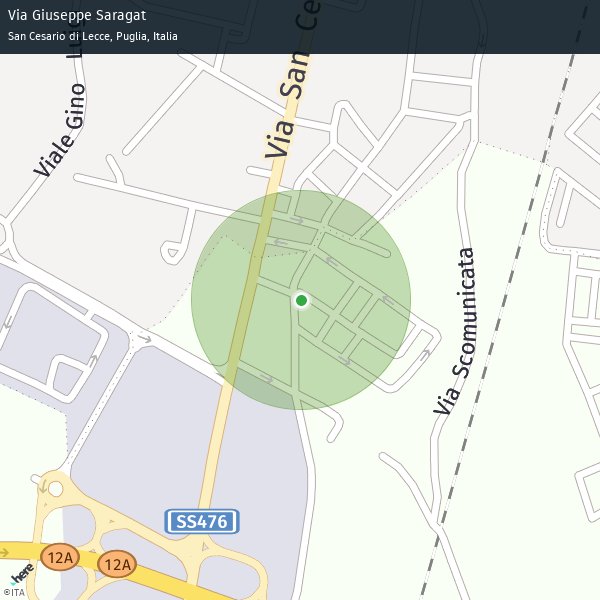 Via Giuseppe Saragat
San Cesario di Lecce, Puglia, Italia
Via San Ce
Viale Gino Luig
Via Scomunicata
SS476
12A
12A
here
©ITA